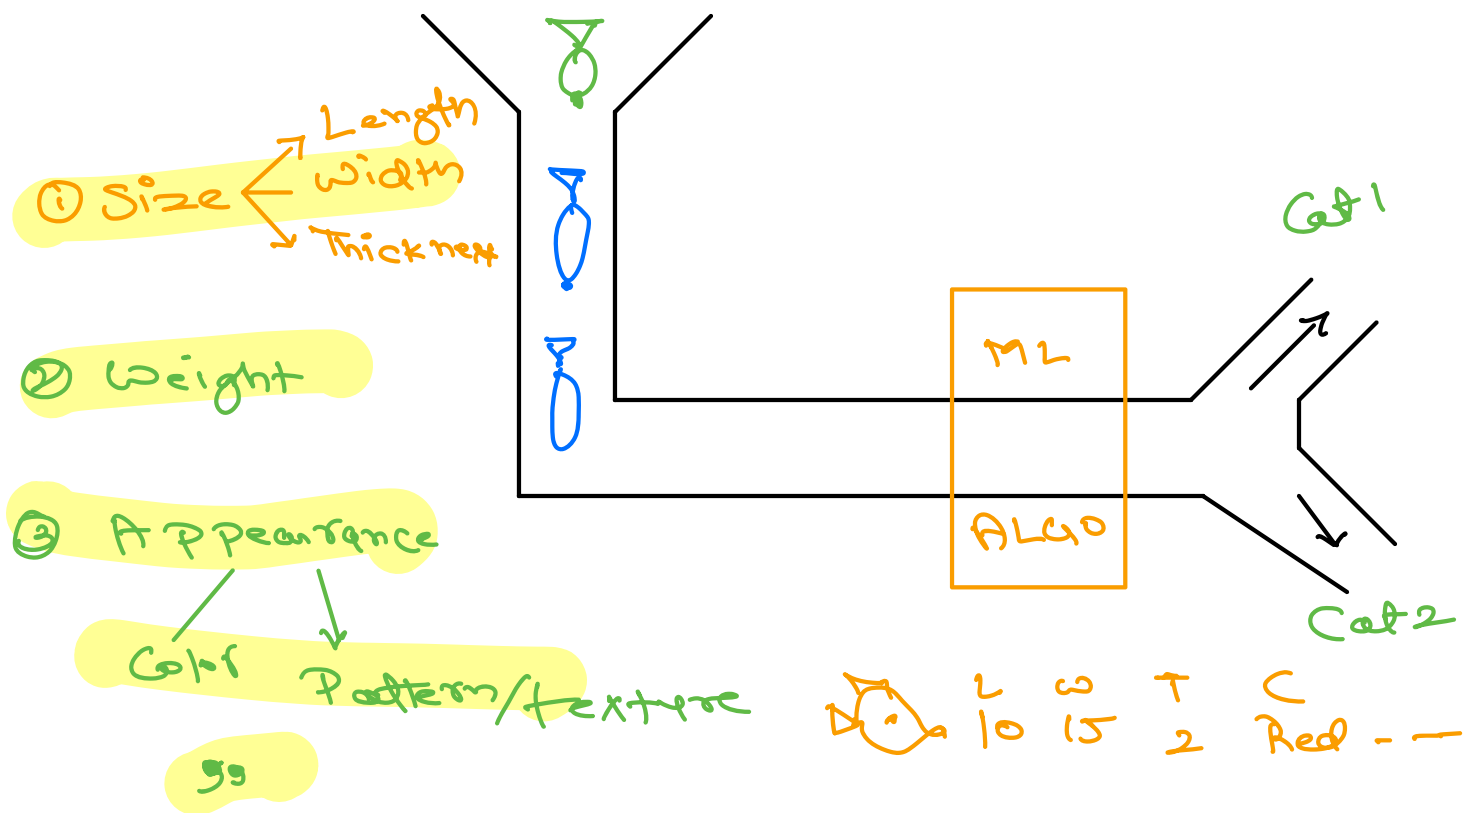 Length
① Size
Width
Thickness
② Weight
③ Appearance
Color
Pattern/texture
ML
ALGO
Cat 1
Cat 2
L W T C
10 15 2 Red - -